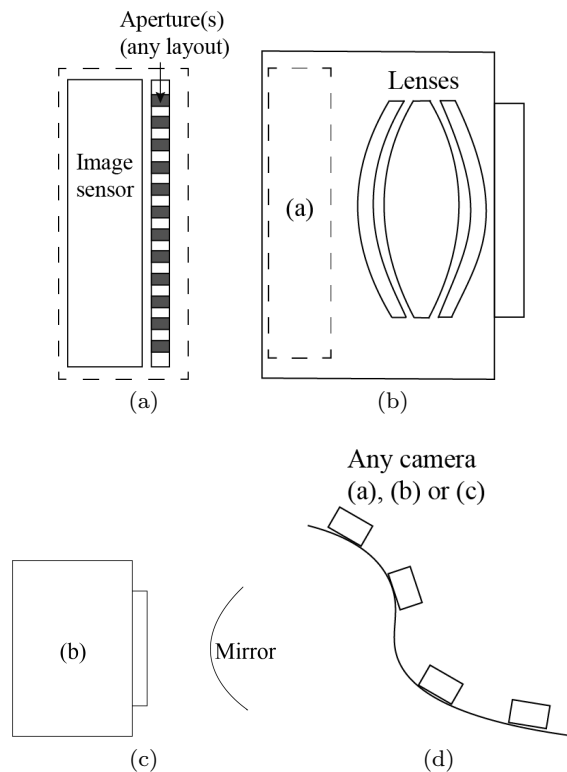 Aperture(s)
(any layout)
Image
sensor
(a)
Lenses
(a)
(b)
Any camera
(a), (b) or (c)
(b)
Mirror
(c)
(d)